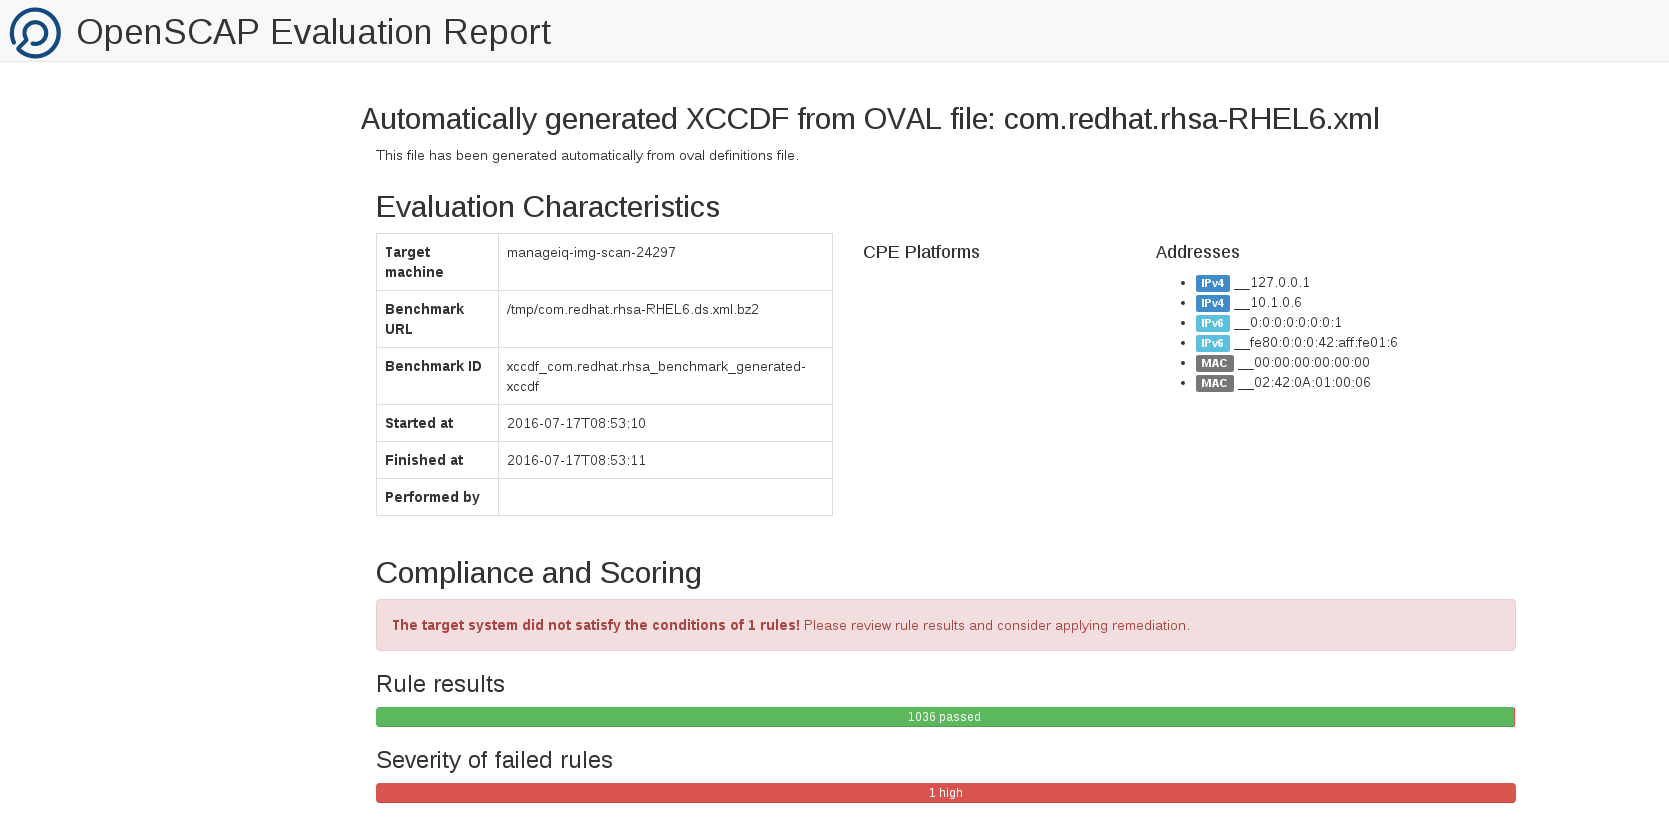 OpenSCAP Evaluation Report
Automatically generated XCCDF from OVAL file: com.redhat.rhsa-RHEL6.xml
This file has been generated automatically from oval definitions file.
Evaluation Characteristics
Target machine
manageiq-img-scan-24297
Benchmark URL
/tmp/com.redhat.rhsa-RHEL6.ds.xml.bz2
Benchmark ID
xccdf_com.redhat.rhsa_benchmark_generated-
xccdf
Started at
2016-07-17T08:53:10
Finished at
2016-07-17T08:53:11
Performed by
CPE Platforms
Addresses
IPv4 __127.0.0.1
IPv4 __10.1.0.6
IPv6 __0:0:0:0:0:0:0:1
IPv6 __fe80:0:0:0:42:aff:fe01:6
MAC __00:00:00:00:00:00
MAC __02:42:0A:01:00:06
Compliance and Scoring
The target system did not satisfy the conditions of 1 rules! Please review rule results and consider applying remediation.
Rule results
1036 passed
Severity of failed rules
1 high